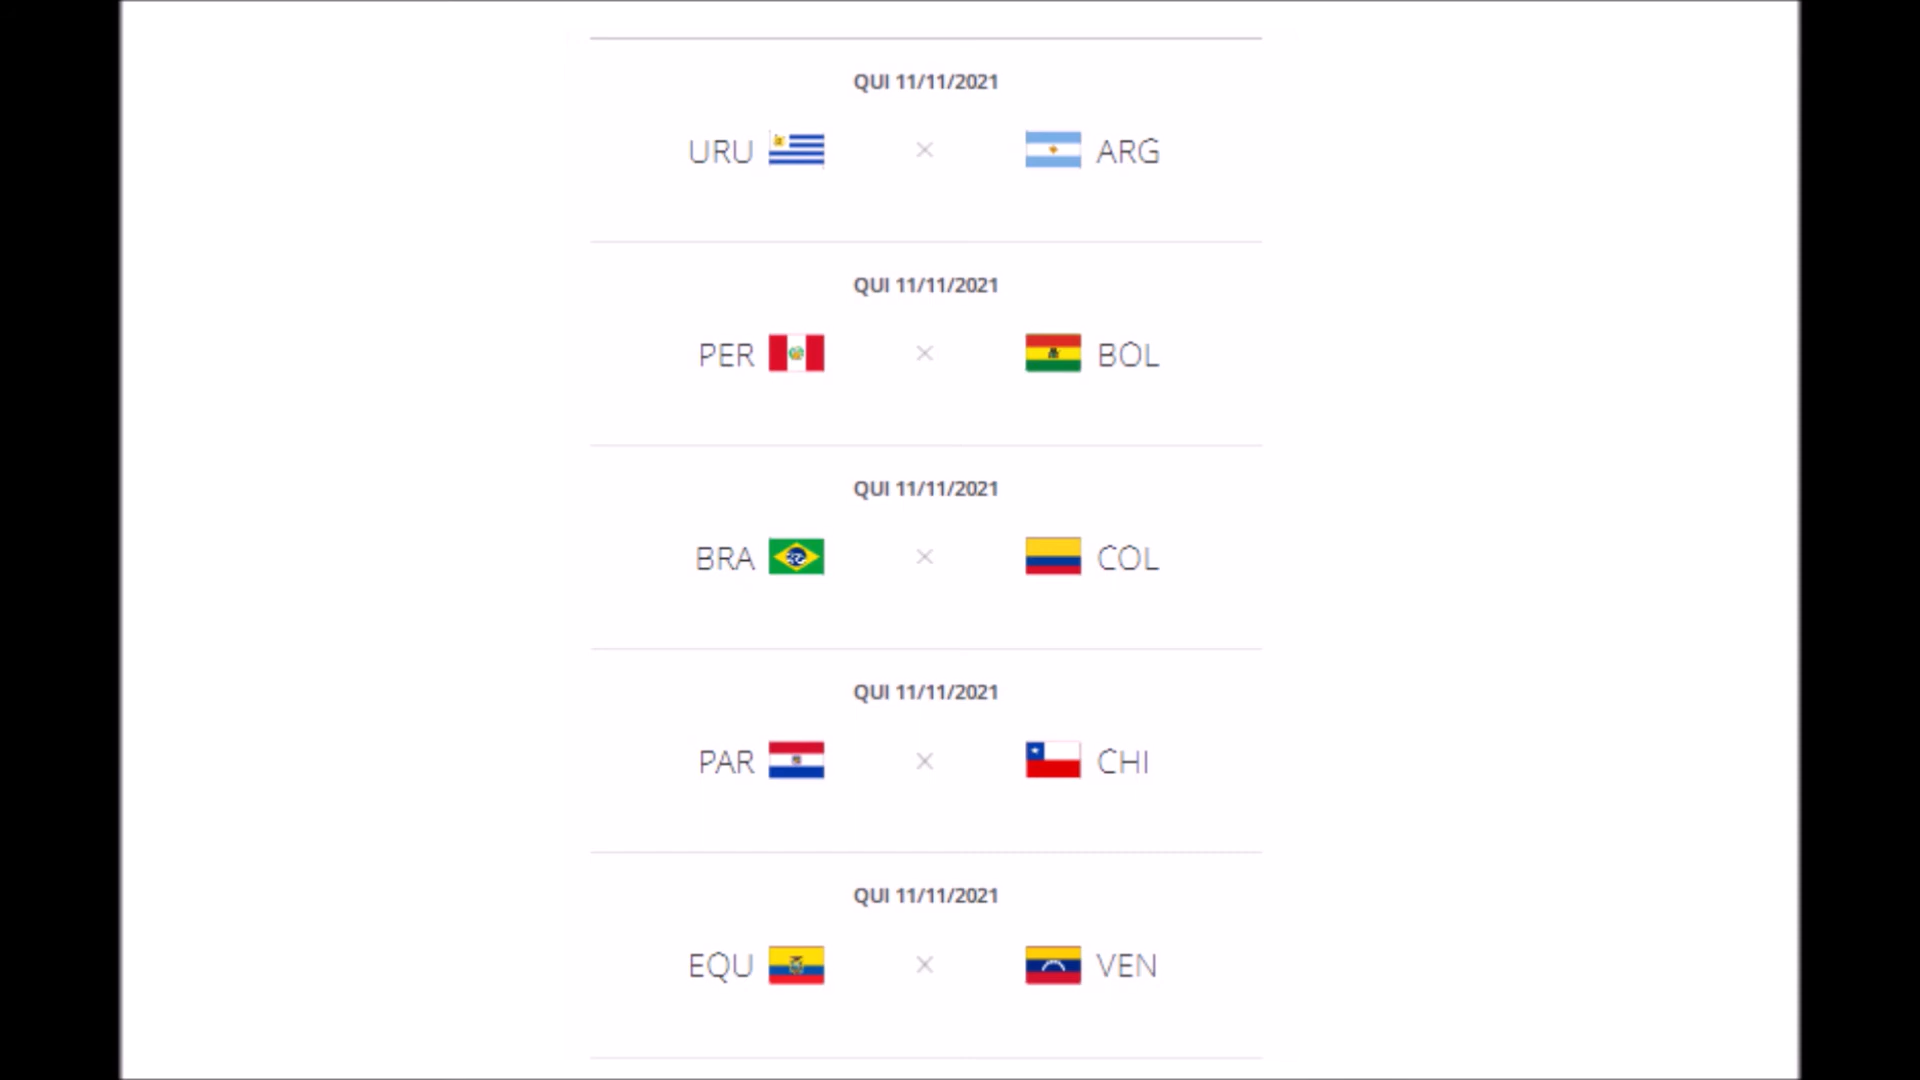 QUI 11/11/2021
URU × ARG
QUI 11/11/2021
PER × BOL
QUI 11/11/2021
BRA × COL
QUI 11/11/2021
PAR × CHI
QUI 11/11/2021
EQU × VEN